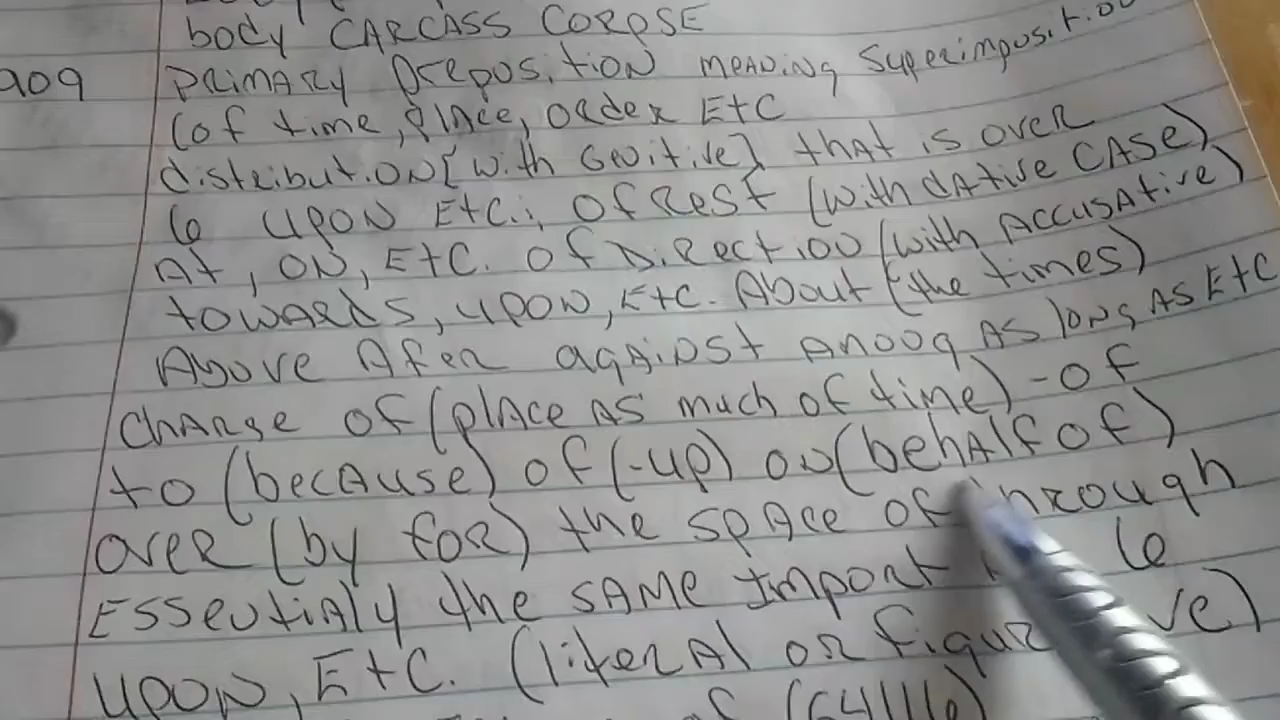 body CARCASS CORPSE
909 PRIMARY PREPOSITION MEANING Superimposition
(of time, place, order Etc
distribution [with Genitive] that is over
(6 upon Etc.; of Rest (with dative CASE)
At, on, Etc. of Direction (with Accusative)
towards, upon, Etc. About (the times)
Above After against among As long As Etc
charge of (place As much of time) -of
to (because) of (-up) on (behalf of)
over (by for) the space of through
Essentially the same Import (6
upon, Etc. (literal or figurative)
(64116)